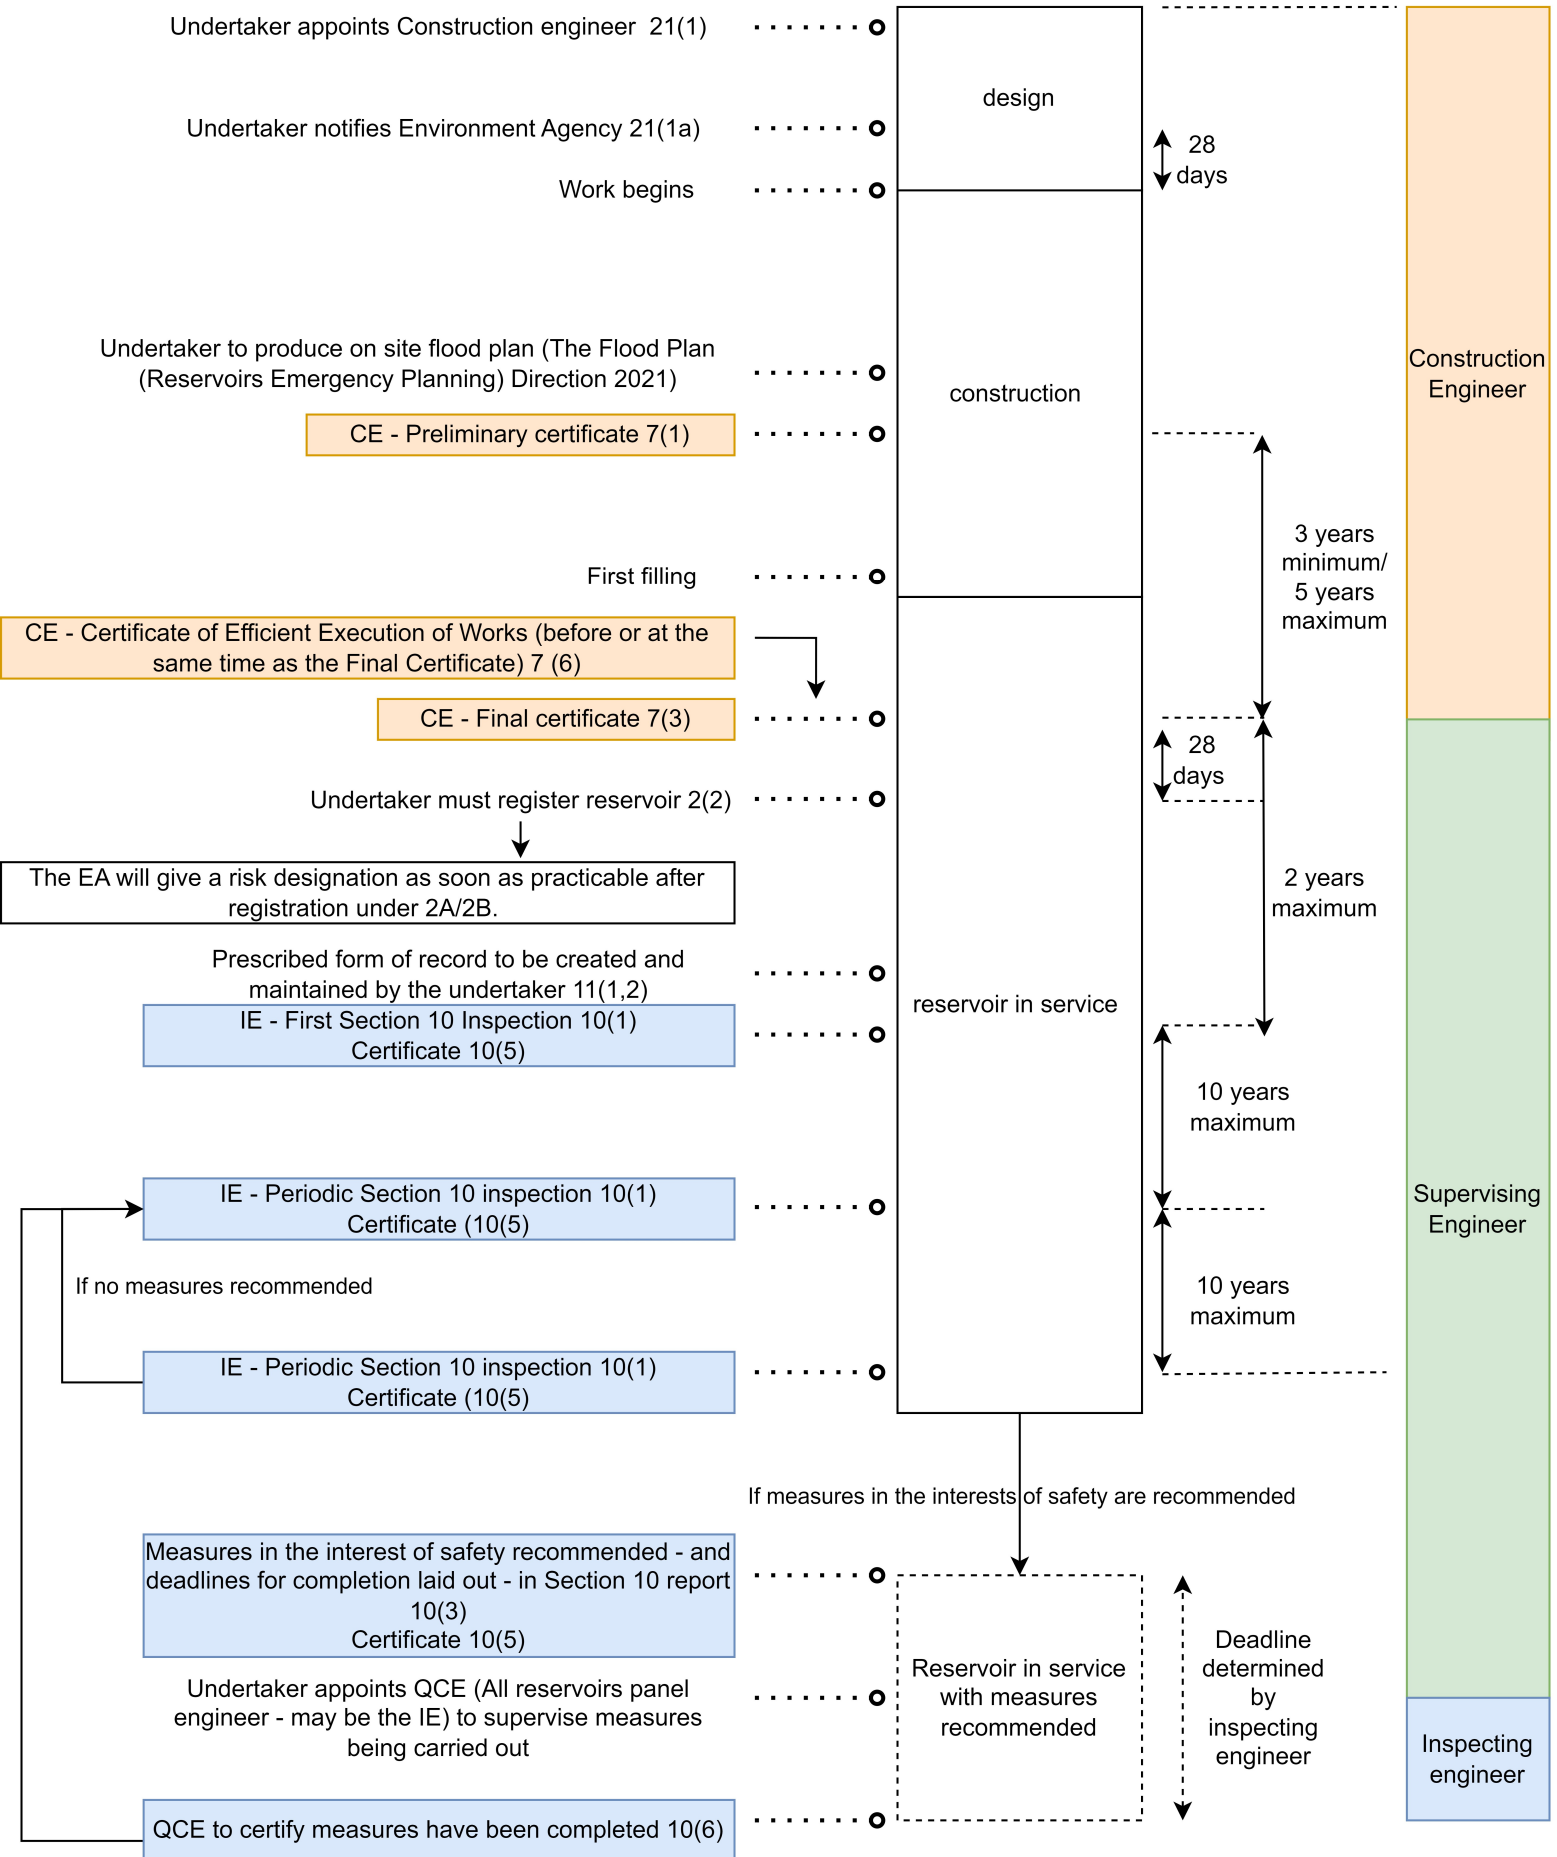 Undertaker appoints Construction engineer 21(1)
design
Undertaker notifies Environment Agency 21(1a)
28
days
Work begins
Undertaker to produce on site flood plan (The Flood Plan
(Reservoirs Emergency Planning) Direction 2021)
construction
Construction
Engineer
CE - Preliminary certificate 7(1)
3 years
minimum/
5 years
maximum
First filling
CE - Certificate of Efficient Execution of Works (before or at the
same time as the Final Certificate) 7 (6)
CE - Final certificate 7(3)
28
days
Undertaker must register reservoir 2(2)
The EA will give a risk designation as soon as practicable after
registration under 2A/2B.
2 years
maximum
Prescribed form of record to be created and
maintained by the undertaker 11(1,2)
reservoir in service
IE - First Section 10 Inspection 10(1)
Certificate 10(5)
10 years
maximum
IE - Periodic Section 10 inspection 10(1)
Certificate (10(5)
Supervising
Engineer
If no measures recommended
10 years
maximum
IE - Periodic Section 10 inspection 10(1)
Certificate (10(5)
If measures in the interests of safety are recommended
Measures in the interest of safety recommended - and
deadlines for completion laid out - in Section 10 report
10(3)
Certificate 10(5)
Reservoir in service
with measures
recommended
Deadline
determined
by
inspecting
engineer
Undertaker appoints QCE (All reservoirs panel
engineer - may be the IE) to supervise measures
being carried out
Inspecting
engineer
QCE to certify measures have been completed 10(6)